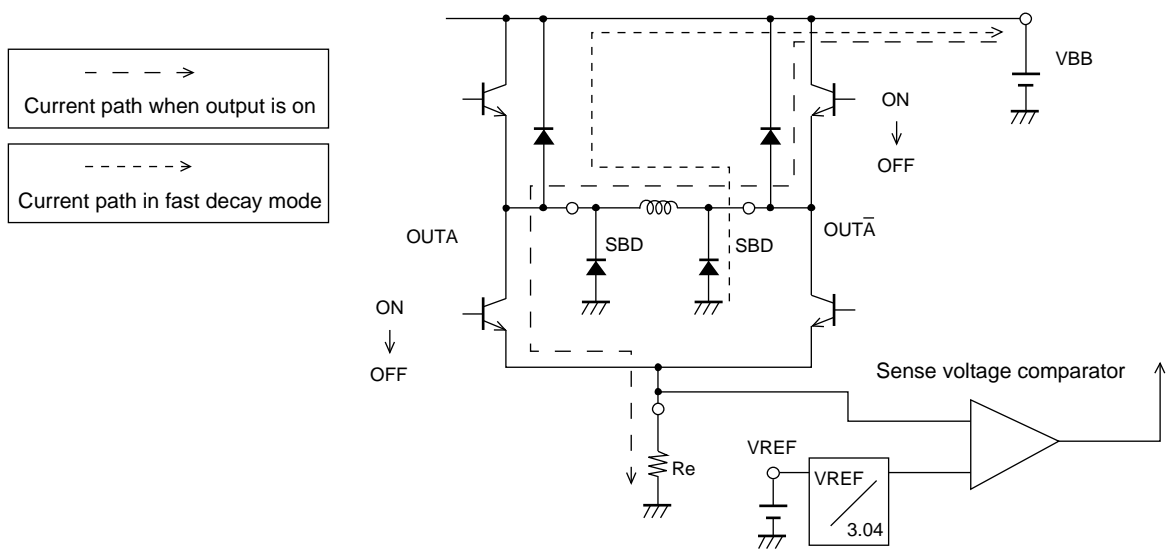 Current path when output is on
Current path in fast decay mode
VBB
ON
OFF
OUTA
SBD
SBD
OUTA̅
ON
OFF
Sense voltage comparator
Re
VREF
VREF
3.04